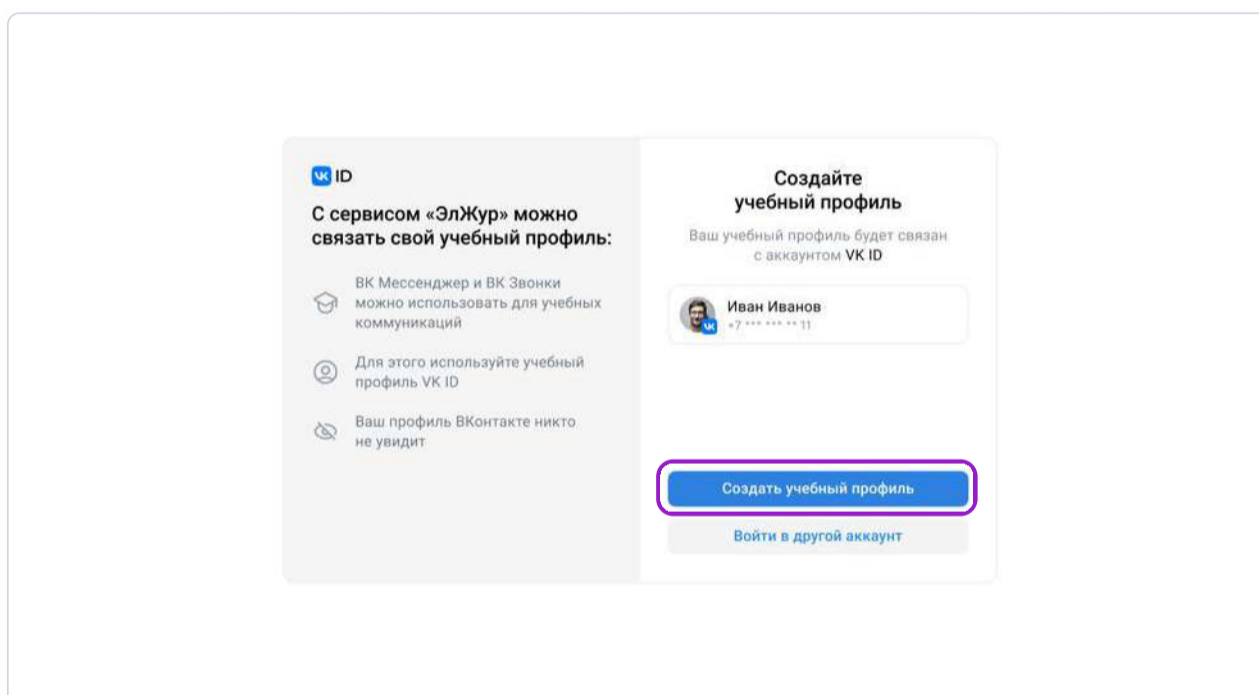 VK ID
С сервисом «ЭлЖур» можно
связать свой учебный профиль:
ВК Мессенджер и ВК Звонки
можно использовать для учебных
коммуникаций
Для этого используйте учебный
профиль VK ID
Ваш профиль ВКонтакте никто
не увидит
Создайте
учебный профиль
Ваш учебный профиль будет связан
с аккаунтом VK ID
Иван Иванов
+7 *** *** ** 11
Создать учебный профиль
Войти в другой аккаунт